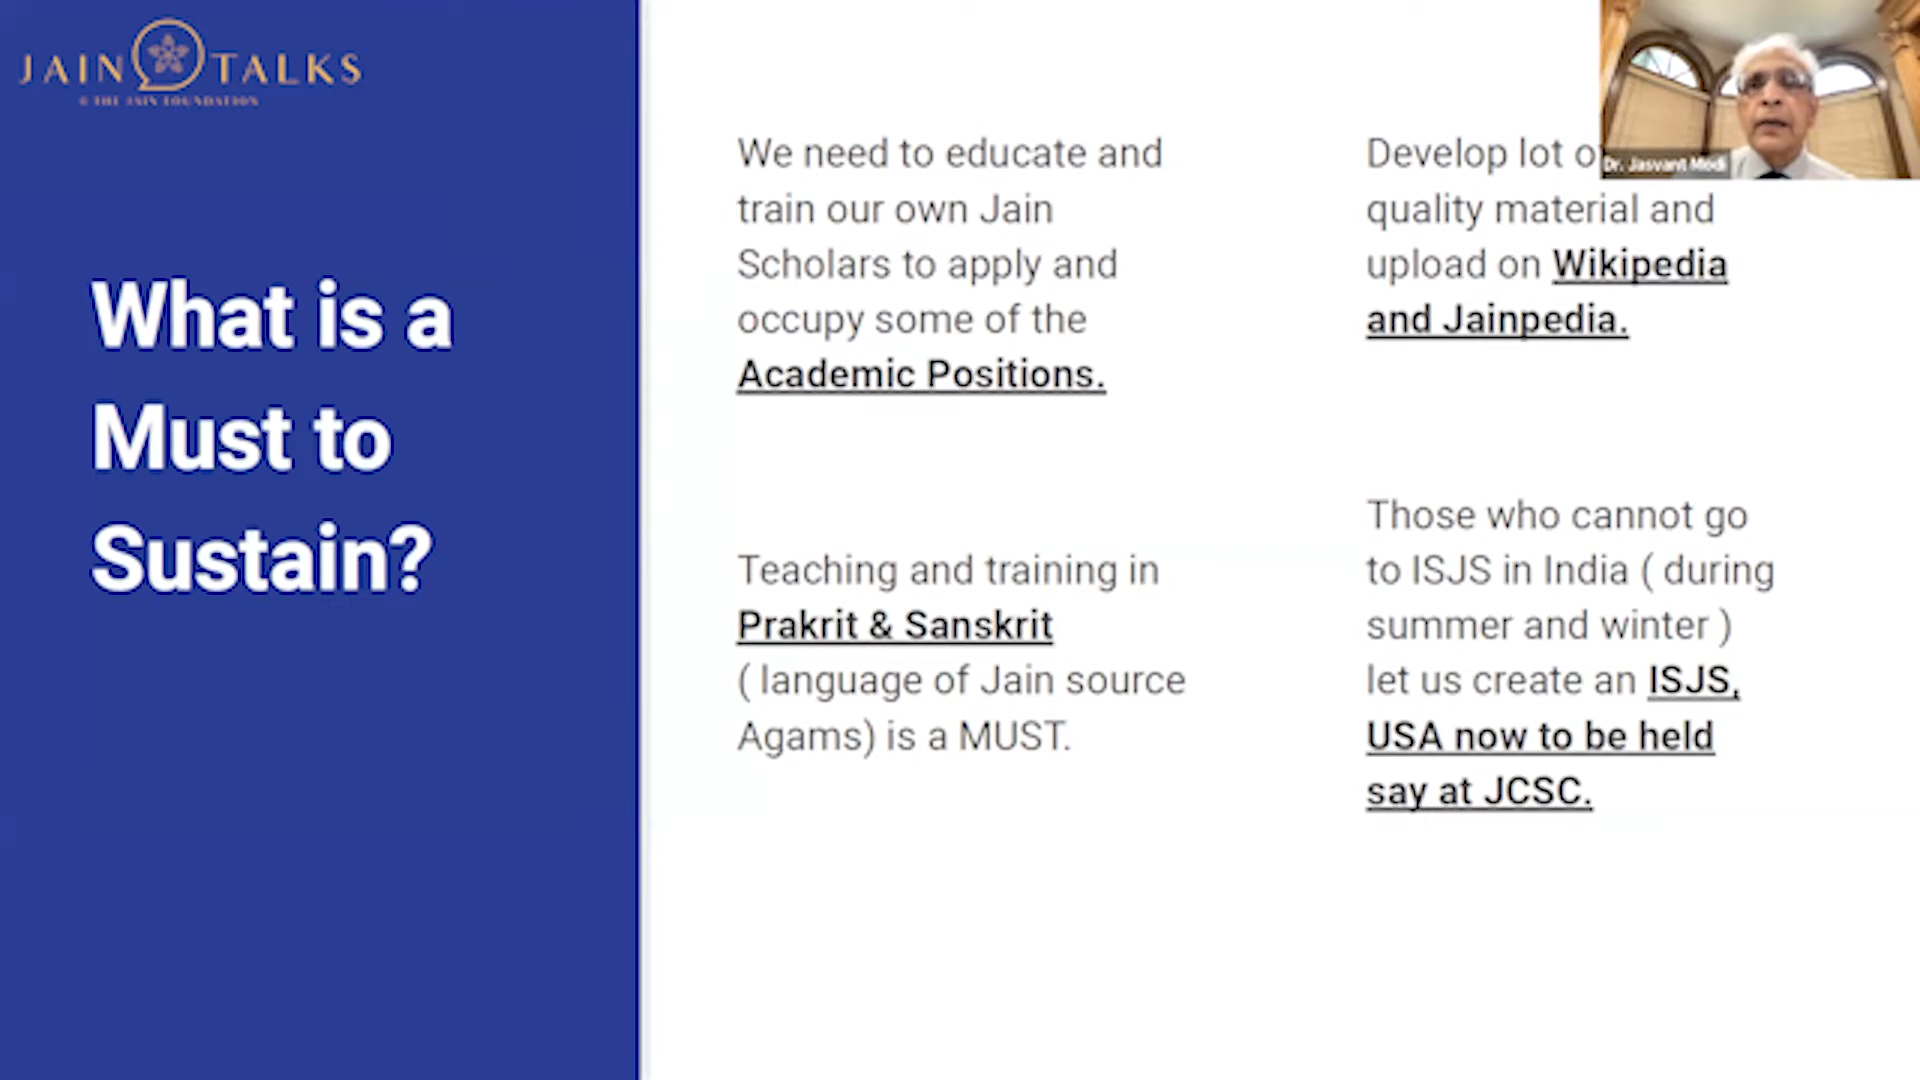 JAIN TALKS
© THE JAIN FOUNDATION
What is a
Must to
Sustain?
We need to educate and
train our own Jain
Scholars to apply and
occupy some of the
Academic Positions.
Teaching and training in
Prakrit & Sanskrit
( language of Jain source
Agams) is a MUST.
Develop lot o
quality material and
upload on Wikipedia
and Jainpedia.
Those who cannot go
to ISJS in India ( during
summer and winter )
let us create an ISJS,
USA now to be held
say at JCSC.
Dr. Jasvant Modi